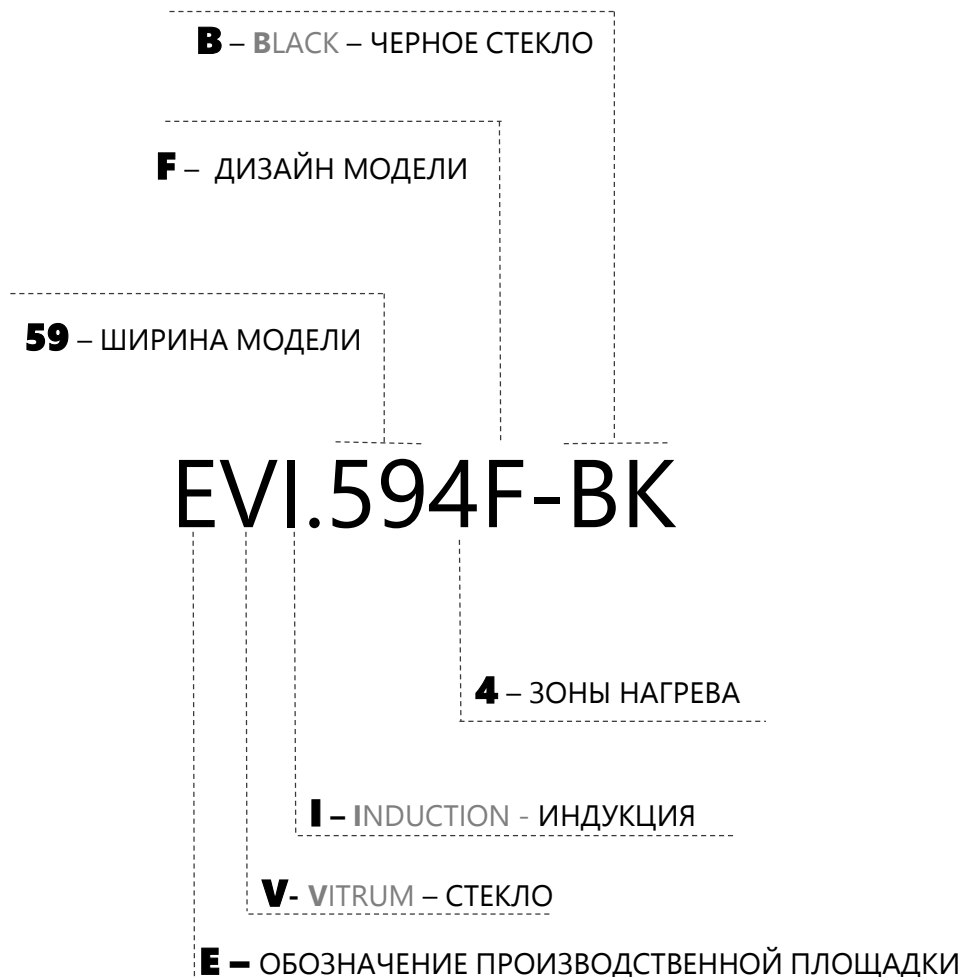 B – BLACK – ЧЕРНОЕ СТЕКЛО
F – ДИЗАЙН МОДЕЛИ
59 – ШИРИНА МОДЕЛИ
EVI.594F-BK
4 – ЗОНЫ НАГРЕВА
I – INDUCTION - ИНДУКЦИЯ
V- VITRUM – СТЕКЛО
E – ОБОЗНАЧЕНИЕ ПРОИЗВОДСТВЕННОЙ ПЛОЩАДКИ